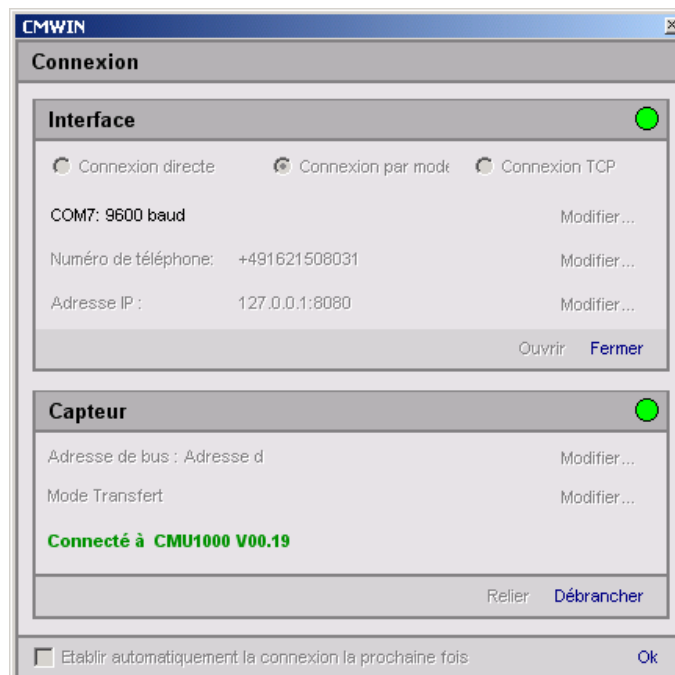 CMWIN
Connexion
Interface
Connexion directe Connexion par mode Connexion TCP
COM7: 9600 baud Modifier...
Numéro de téléphone: +491621508031 Modifier...
Adresse IP : 127.0.0.1:8080 Modifier...
Ouvrir Fermer
Capteur
Adresse de bus : Adresse d Modifier...
Mode Transfert Modifier...
Connecté à CMU1000 V00.19
Relier Débrancher
Etablir automatiquement la connexion la prochaine fois Ok